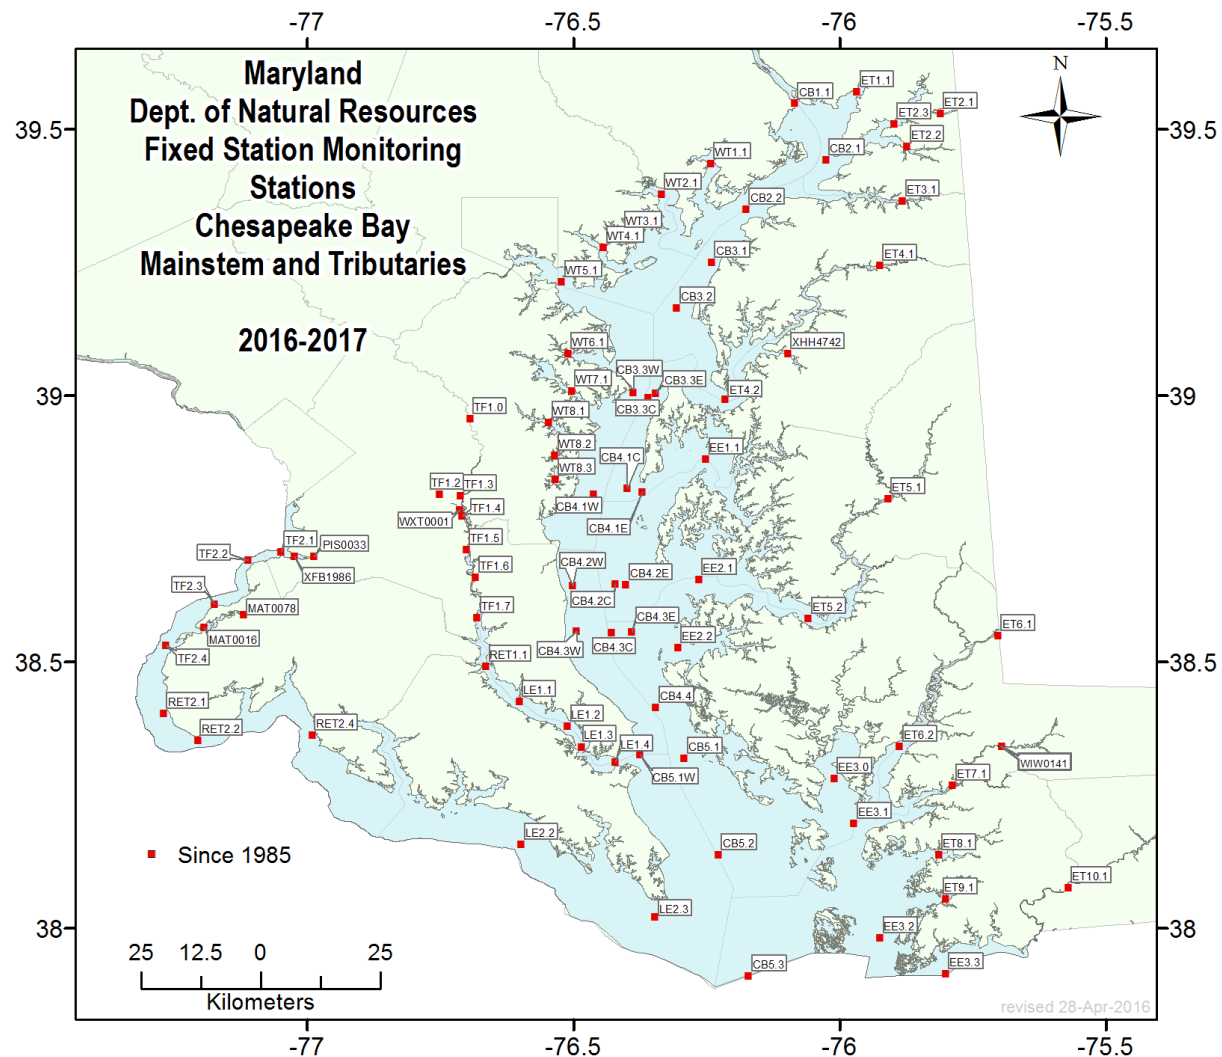 -77
-76.5
-76
-75.5
Maryland
Dept. of Natural Resources
Fixed Station Monitoring
Stations
Chesapeake Bay
Mainstem and Tributaries
2016-2017
N
39.5
39.5
39
39
38.5
38.5
38
38
CB1.1
ET1.1
ET2.3
ET2.1
ET2.2
CB2.1
WT1.1
WT2.1
ET3.1
CB2.2
WT3.1
WT4.1
CB3.1
ET4.1
WT5.1
CB3.2
WT6.1
XHH4742
CB3.3W
CB3.3E
WT7.1
ET4.2
CB3.3C
TF1.0
WT8.1
WT8.2
CB4.1C
EE1.1
WT8.3
TF1.2
TF1.3
ET5.1
CB4.1W
TF1.4
WXT0001
CB4.1E
TF1.5
TF2.1
PIS0033
TF2.2
XFB1986
TF1.6
CB4.2W
CB4.2E
EE2.1
TF2.3
CB4.2C
MAT0078
TF1.7
ET5.2
CB4.3E
ET6.1
MAT0016
EE2.2
CB4.3W
CB4.3C
TF2.4
RET1.1
LE1.1
CB4.4
RET2.1
LE1.2
RET2.2
RET2.4
LE1.3
LE1.4
CB5.1
ET6.2
CB5.1W
EE3.0
WIW0141
ET7.1
EE3.1
LE2.2
CB5.2
ET8.1
Since 1985
ET10.1
ET9.1
LE2.3
EE3.2
CB5.3
EE3.3
25 12.5 0 25
Kilometers
revised 28-Apr-2016
-77
-76.5
-76
-75.5